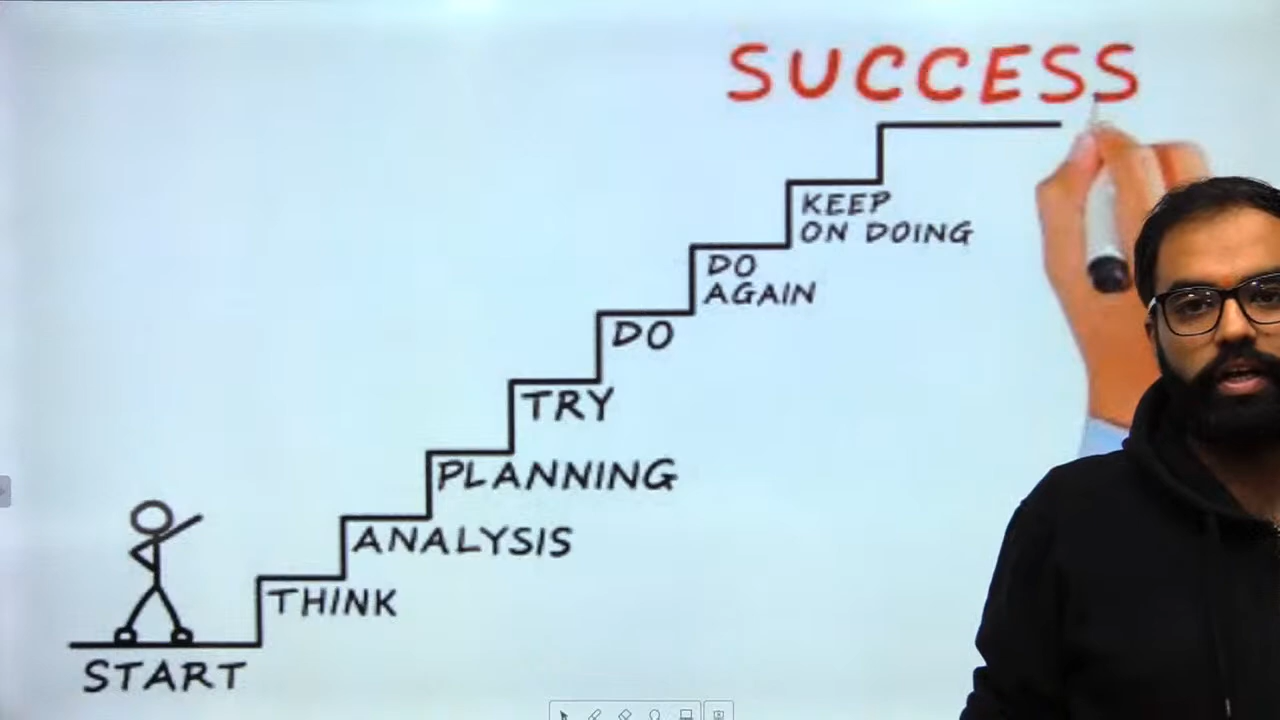 SUCCESS
KEEP
ON DOING
DO
AGAIN
DO
TRY
PLANNING
ANALYSIS
THINK
START